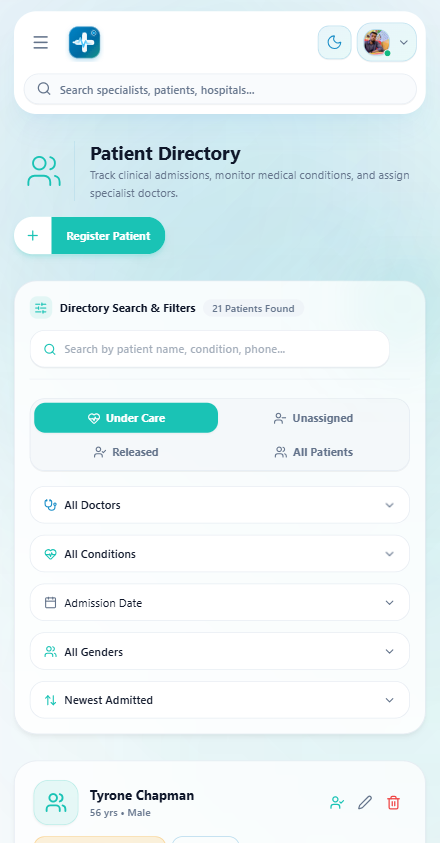 Search specialists, patients, hospitals...
Patient Directory
Track clinical admissions, monitor medical conditions, and assign
specialist doctors.
Register Patient
Directory Search & Filters
21 Patients Found
Search by patient name, condition, phone...
Under Care
Unassigned
Released
All Patients
All Doctors
All Conditions
Admission Date
All Genders
Newest Admitted
Tyrone Chapman
56 yrs • Male